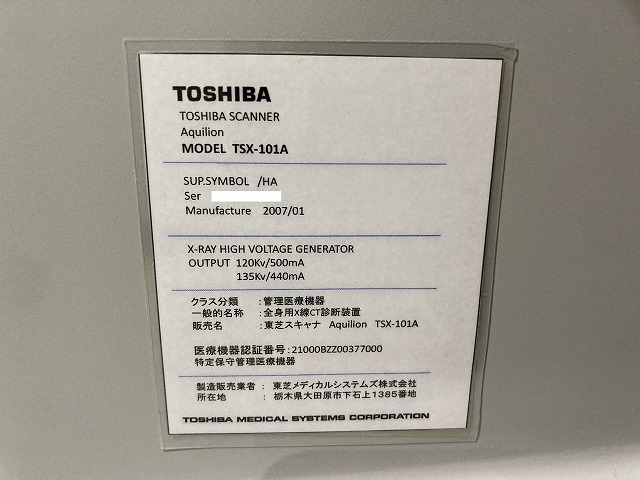 TOSHIBA
TOSHIBA SCANNER
Aquilion
MODEL TSX-101A
SUP.SYMBOL /HA
Ser
Manufacture 2007/01
X-RAY HIGH VOLTAGE GENERATOR
OUTPUT 120Kv/500mA
135Kv/440mA
クラス分類 : 管理医療機器
一般的名称 : 全身用X線CT診断装置
販売名 : 東芝スキャナ Aquilion TSX-101A
医療機器認証番号:21000BZZ00377000
特定保守管理医療機器
製造販売業者 : 東芝メディカルシステムズ株式会社
所在地 : 栃木県大田原市下石上1385番地
TOSHIBA MEDICAL SYSTEMS CORPORATION